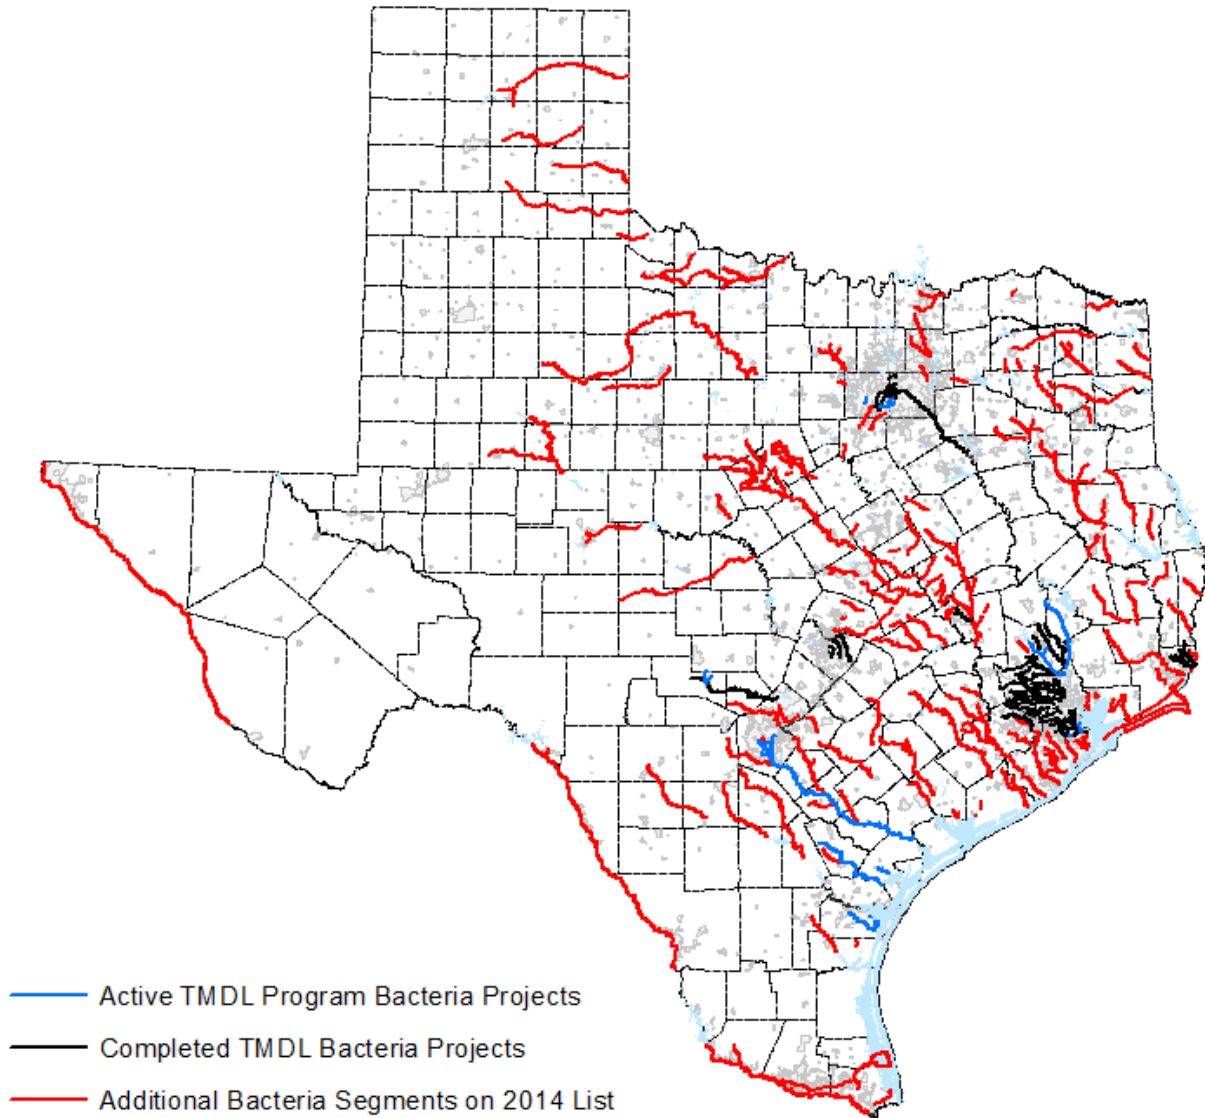 Active TMDL Program Bacteria Projects
Completed TMDL Bacteria Projects
Additional Bacteria Segments on 2014 List